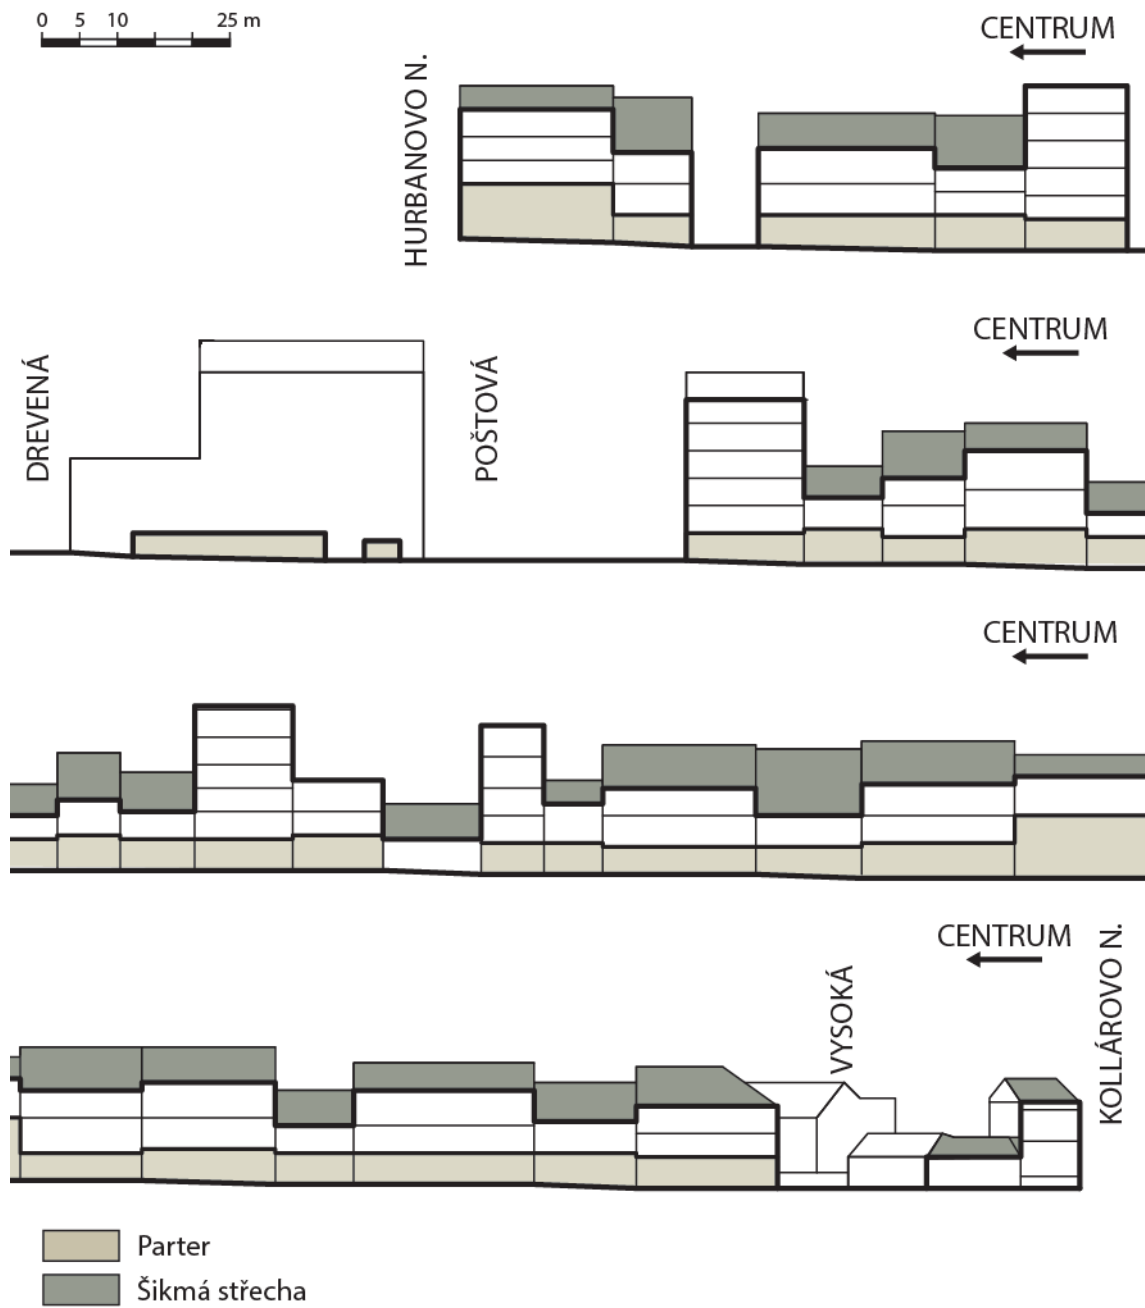 0 5 10 25 m
CENTRUM
HURBANOVO N.
CENTRUM
DREVENÁ
POŠTOVÁ
CENTRUM
CENTRUM
VYSOKÁ
KOLLÁROVO N.
Parter
Šikmá střecha